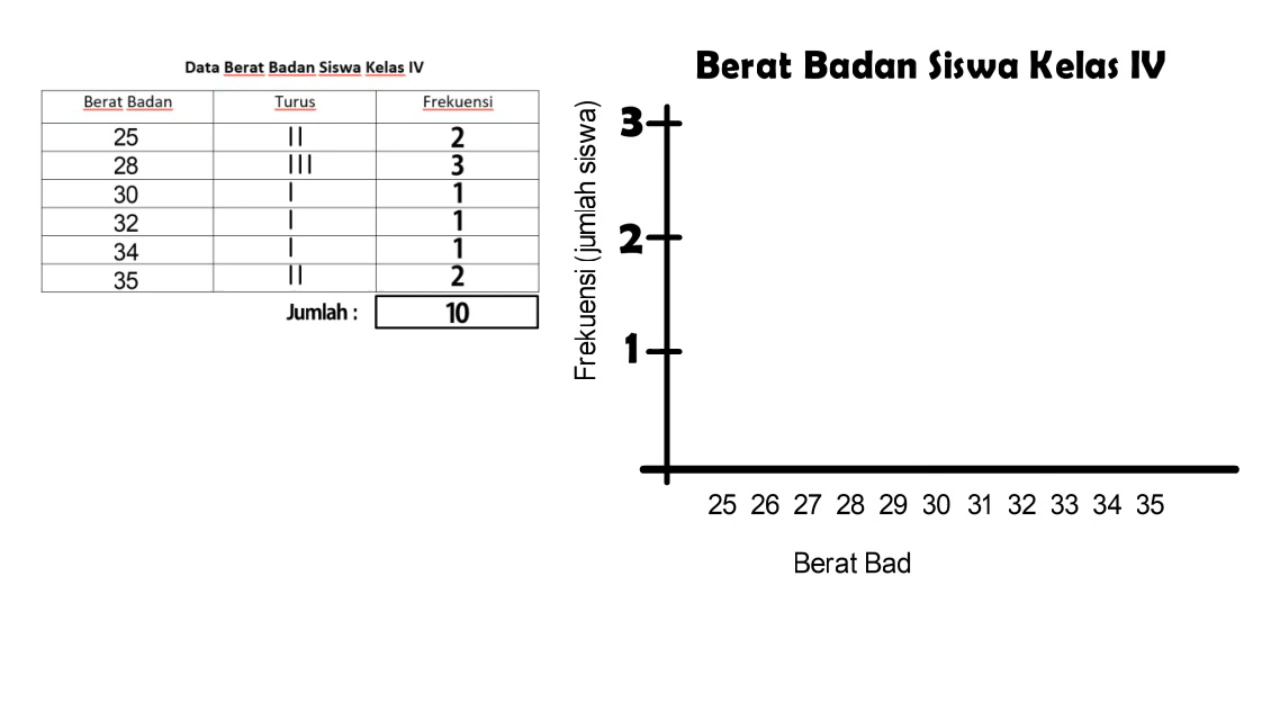 Data Berat Badan Siswa Kelas IV
Berat Badan Turus Frekuensi
25 II 2
28 III 3
30 I 1
32 I 1
34 I 1
35 II 2
Jumlah : 10
Berat Badan Siswa Kelas IV
Frekuensi (jumlah siswa)
3
2
1
25 26 27 28 29 30 31 32 33 34 35
Berat Bad